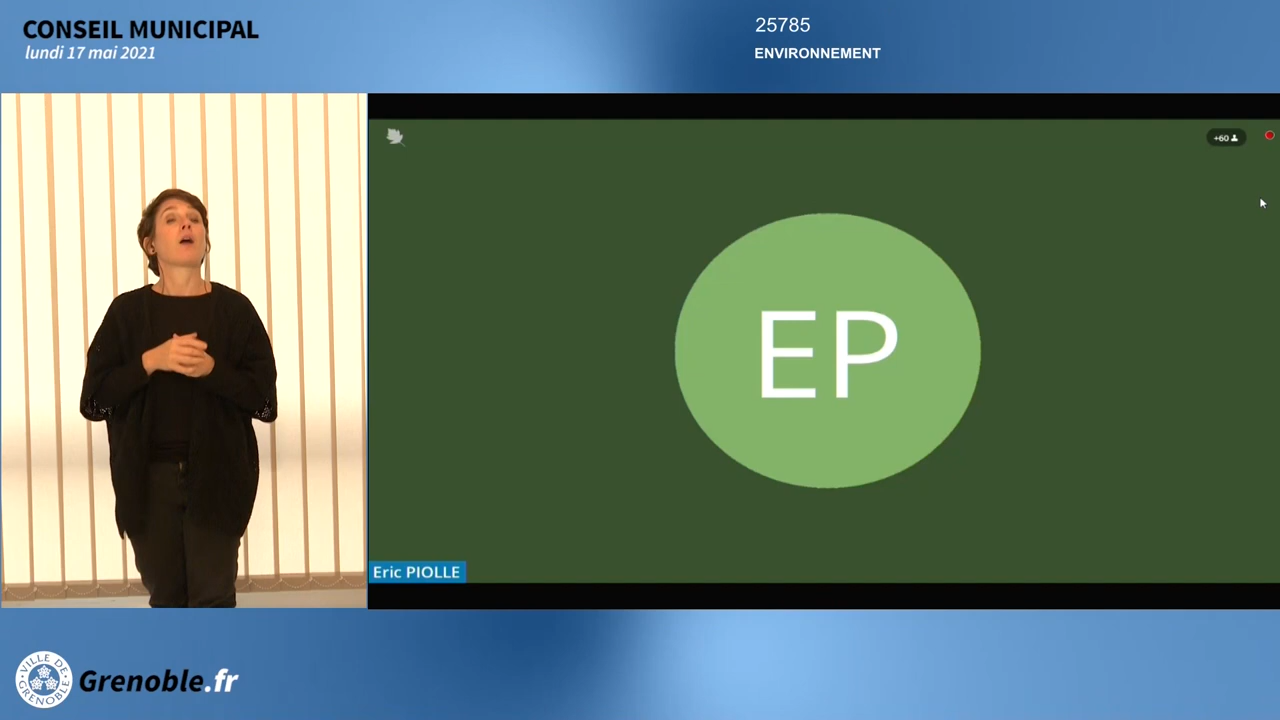 CONSEIL MUNICIPAL
lundi 17 mai 2021
25785
ENVIRONNEMENT
+60
EP
Eric PIOLLE
VILLE DE
GRENOBLE
Grenoble.fr